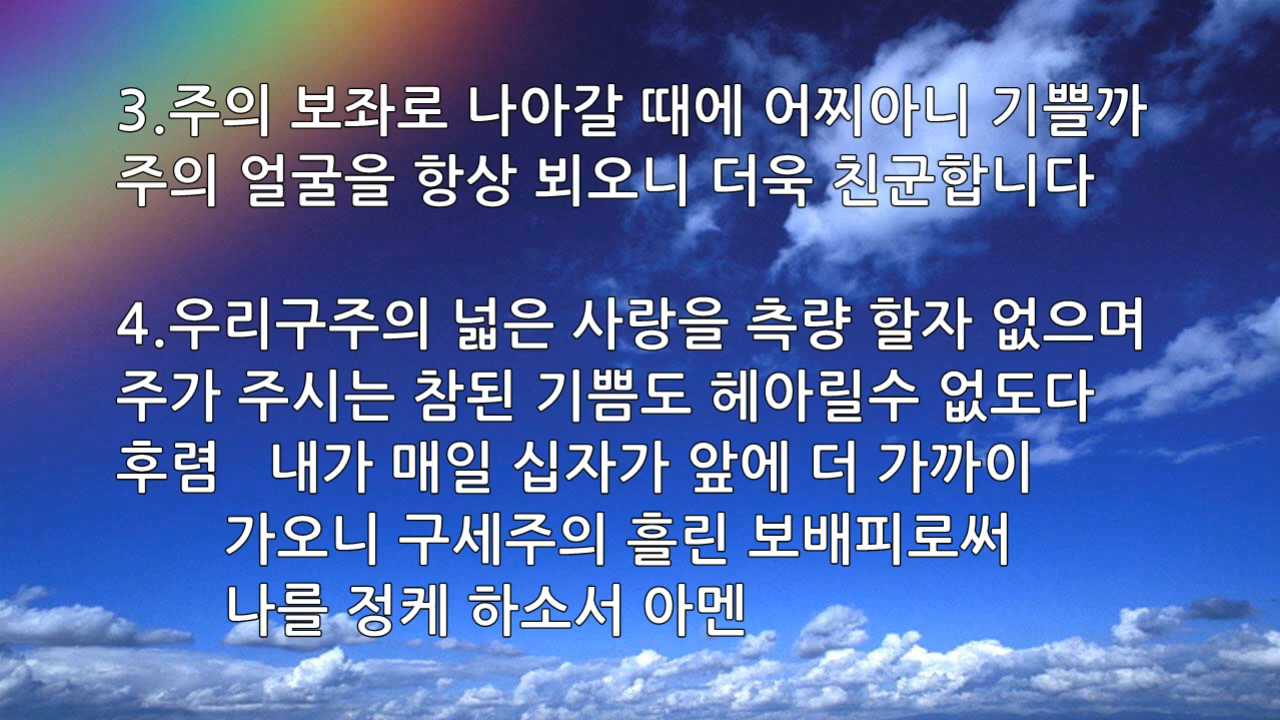 3.주의 보좌로 나아갈 때에 어찌아니 기쁠까
주의 얼굴을 항상 뵈오니 더욱 친군합니다
4.우리구주의 넓은 사랑을 측량 할자 없으며
주가 주시는 참된 기쁨도 헤아릴수 없도다
후렴 내가 매일 십자가 앞에 더 가까이
가오니 구세주의 흘린 보배피로써
나를 정케 하소서 아멘